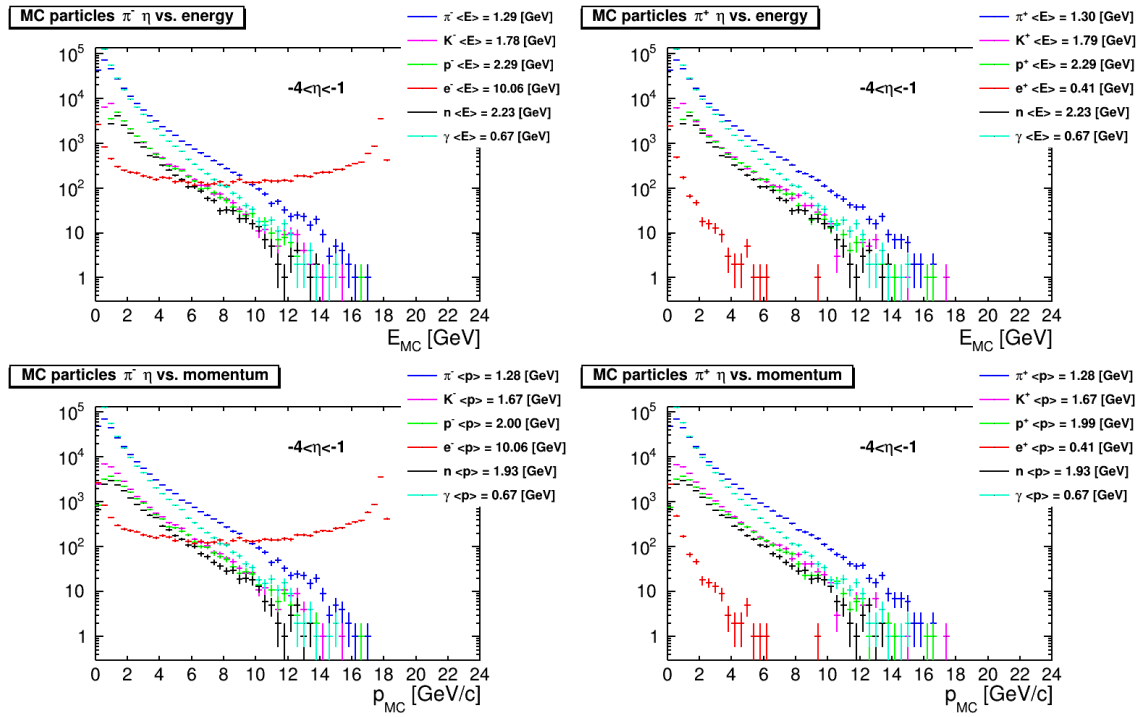 MC particles π⁻ η vs. energy
π⁻ <E> = 1.29 [GeV]
K⁻ <E> = 1.78 [GeV]
p⁻ <E> = 2.29 [GeV]
e⁻ <E> = 10.06 [GeV]
n <E> = 2.23 [GeV]
γ <E> = 0.67 [GeV]
-4<η<-1
10⁵
10⁴
10³
10²
10
1
0 2 4 6 8 10 12 14 16 18 20 22 24
E_MC [GeV]
MC particles π⁺ η vs. energy
π⁺ <E> = 1.30 [GeV]
K⁺ <E> = 1.79 [GeV]
p⁺ <E> = 2.29 [GeV]
e⁺ <E> = 0.41 [GeV]
n <E> = 2.23 [GeV]
γ <E> = 0.67 [GeV]
-4<η<-1
10⁵
10⁴
10³
10²
10
1
0 2 4 6 8 10 12 14 16 18 20 22 24
E_MC [GeV]
MC particles π⁻ η vs. momentum
π⁻ <p> = 1.28 [GeV]
K⁻ <p> = 1.67 [GeV]
p⁻ <p> = 2.00 [GeV]
e⁻ <p> = 10.06 [GeV]
n <p> = 1.93 [GeV]
γ <p> = 0.67 [GeV]
-4<η<-1
10⁵
10⁴
10³
10²
10
1
0 2 4 6 8 10 12 14 16 18 20 22 24
p_MC [GeV/c]
MC particles π⁺ η vs. momentum
π⁺ <p> = 1.28 [GeV]
K⁺ <p> = 1.67 [GeV]
p⁺ <p> = 1.99 [GeV]
e⁺ <p> = 0.41 [GeV]
n <p> = 1.93 [GeV]
γ <p> = 0.67 [GeV]
-4<η<-1
10⁵
10⁴
10³
10²
10
1
0 2 4 6 8 10 12 14 16 18 20 22 24
p_MC [GeV/c]